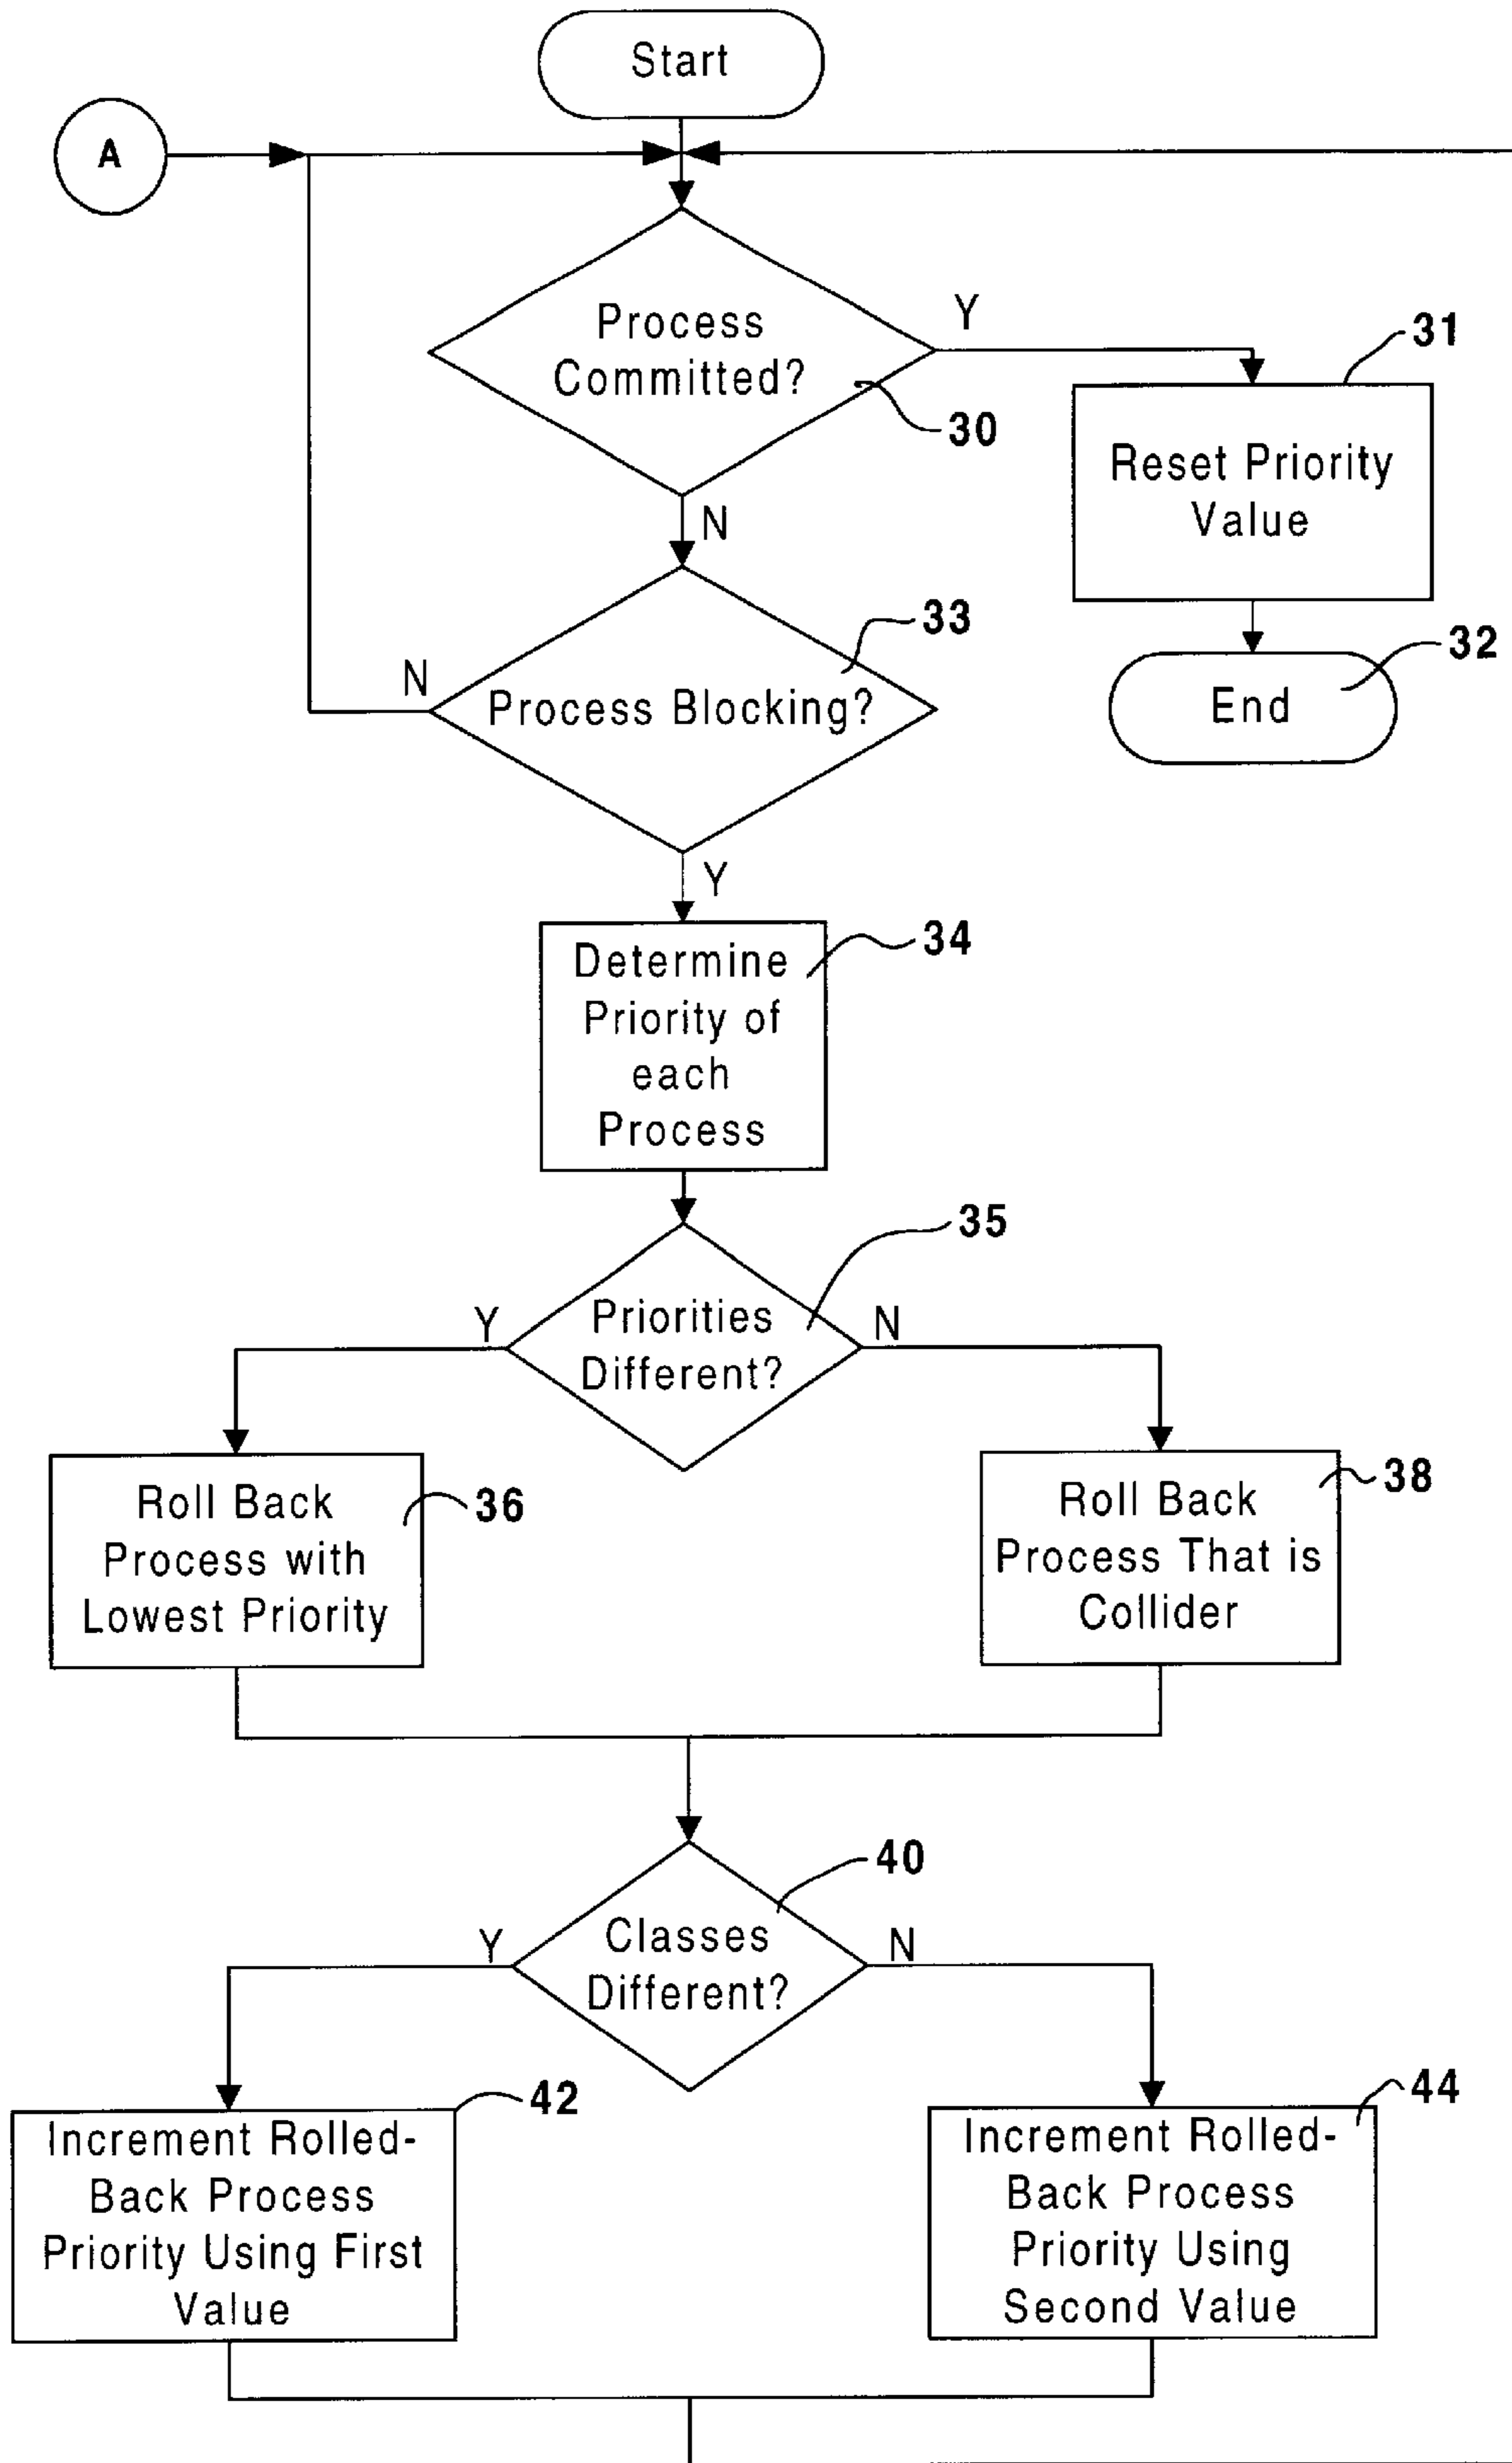 Start
A
Process
Committed?
Y
30
31
Reset Priority
Value
N
33
32
End
N
Process Blocking?
Y
34
Determine
Priority of
each
Process
35
Y
Priorities
Different?
N
Roll Back
Process with
Lowest Priority
36
Roll Back
Process That is
Collider
38
40
Y
Classes
Different?
N
42
Increment Rolled-
Back Process
Priority Using First
Value
44
Increment Rolled-
Back Process
Priority Using
Second Value